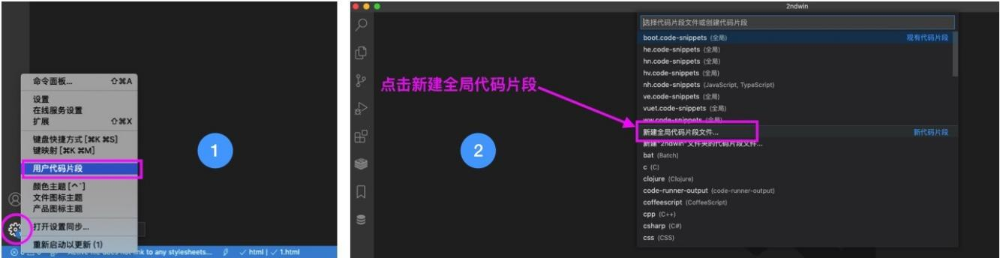 命令面板... ⇧⌘A
设置
在线服务设置
扩展 ⇧⌘X
键盘快捷方式 [⌘K ⌘S]
键映射 [⌘K ⌘M]
用户代码片段
颜色主题 [^`]
文件图标主题
产品图标主题
打开设置同步...
重新启动以更新 (1)
Active file does not link to any stylesheets... ✓ html | ✓ 1.html
1
2ndwin
选择代码片段文件或创建代码片段
boot.code-snippets (全局) 现有代码片段
he.code-snippets (全局)
hn.code-snippets (全局)
hv.code-snippets (全局)
nh.code-snippets (JavaScript, TypeScript)
ve.code-snippets (全局)
vuet.code-snippets (全局)
ww.code-snippets (全局)
新建全局代码片段文件... 新代码片段
新建"2ndwin"文件夹的代码片段文件...
bat (Batch)
c (C)
clojure (Clojure)
code-runner-output (code-runner-output)
coffeescript (CoffeeScript)
cpp (C++)
csharp (C#)
css (CSS)
点击新建全局代码片段
2